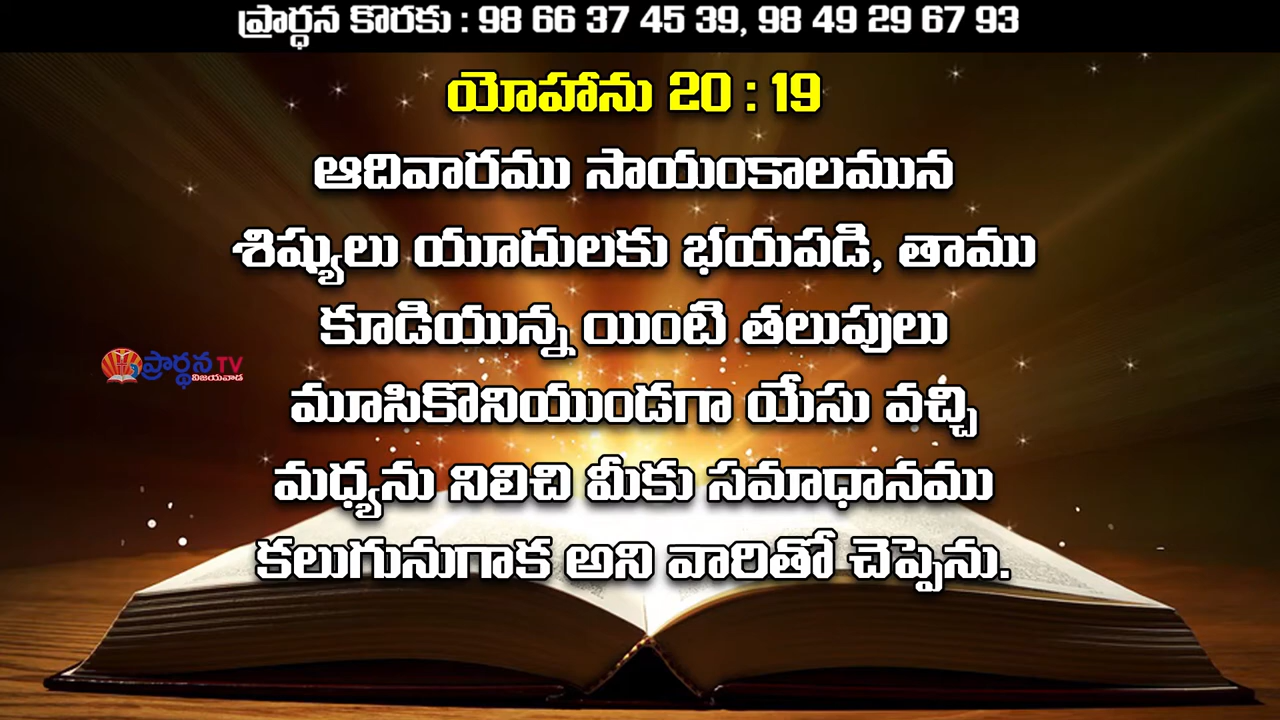 ప్రార్ధన కొరకు : 98 66 37 45 39, 98 49 29 67 93
యోహాను 20 : 19
ఆదివారము సాయంకాలమున
శిష్యులు యూదులకు భయపడి, తాము
కూడియున్న యింటి తలుపులు
ప్రార్థన TV
విజయవాడ
మూసికొనియుండగా యేసు వచ్చి
మధ్యను నిలిచి మీకు సమాధానము
కలుగునుగాక అని వారితో చెప్పెను.